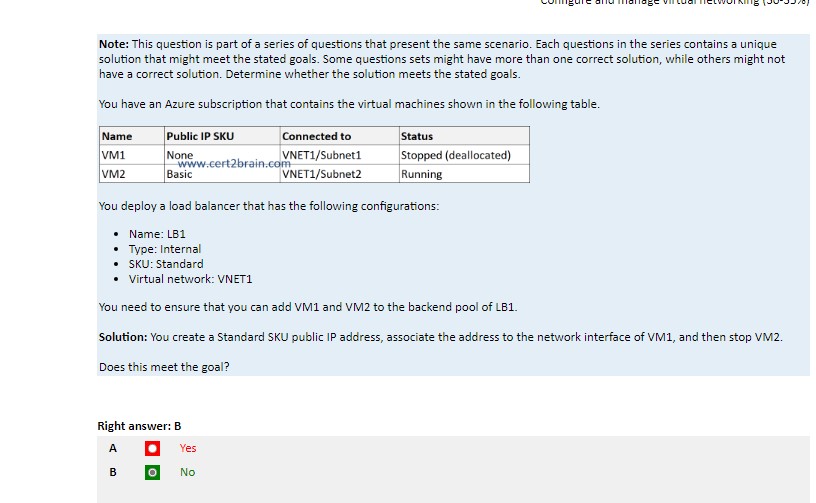 Configure and manage virtual networking (30-35%)
Note: This question is part of a series of questions that present the same scenario. Each questions in the series contains a unique
solution that might meet the stated goals. Some questions sets might have more than one correct solution, while others might not
have a correct solution. Determine whether the solution meets the stated goals.
You have an Azure subscription that contains the virtual machines shown in the following table.
Name Public IP SKU Connected to Status
VM1 None VNET1/Subnet1 Stopped (deallocated)
www.cert2brain.com
VM2 Basic VNET1/Subnet2 Running
You deploy a load balancer that has the following configurations:
• Name: LB1
• Type: Internal
• SKU: Standard
• Virtual network: VNET1
You need to ensure that you can add VM1 and VM2 to the backend pool of LB1.
Solution: You create a Standard SKU public IP address, associate the address to the network interface of VM1, and then stop VM2.
Does this meet the goal?
Right answer: B
A Yes
B No